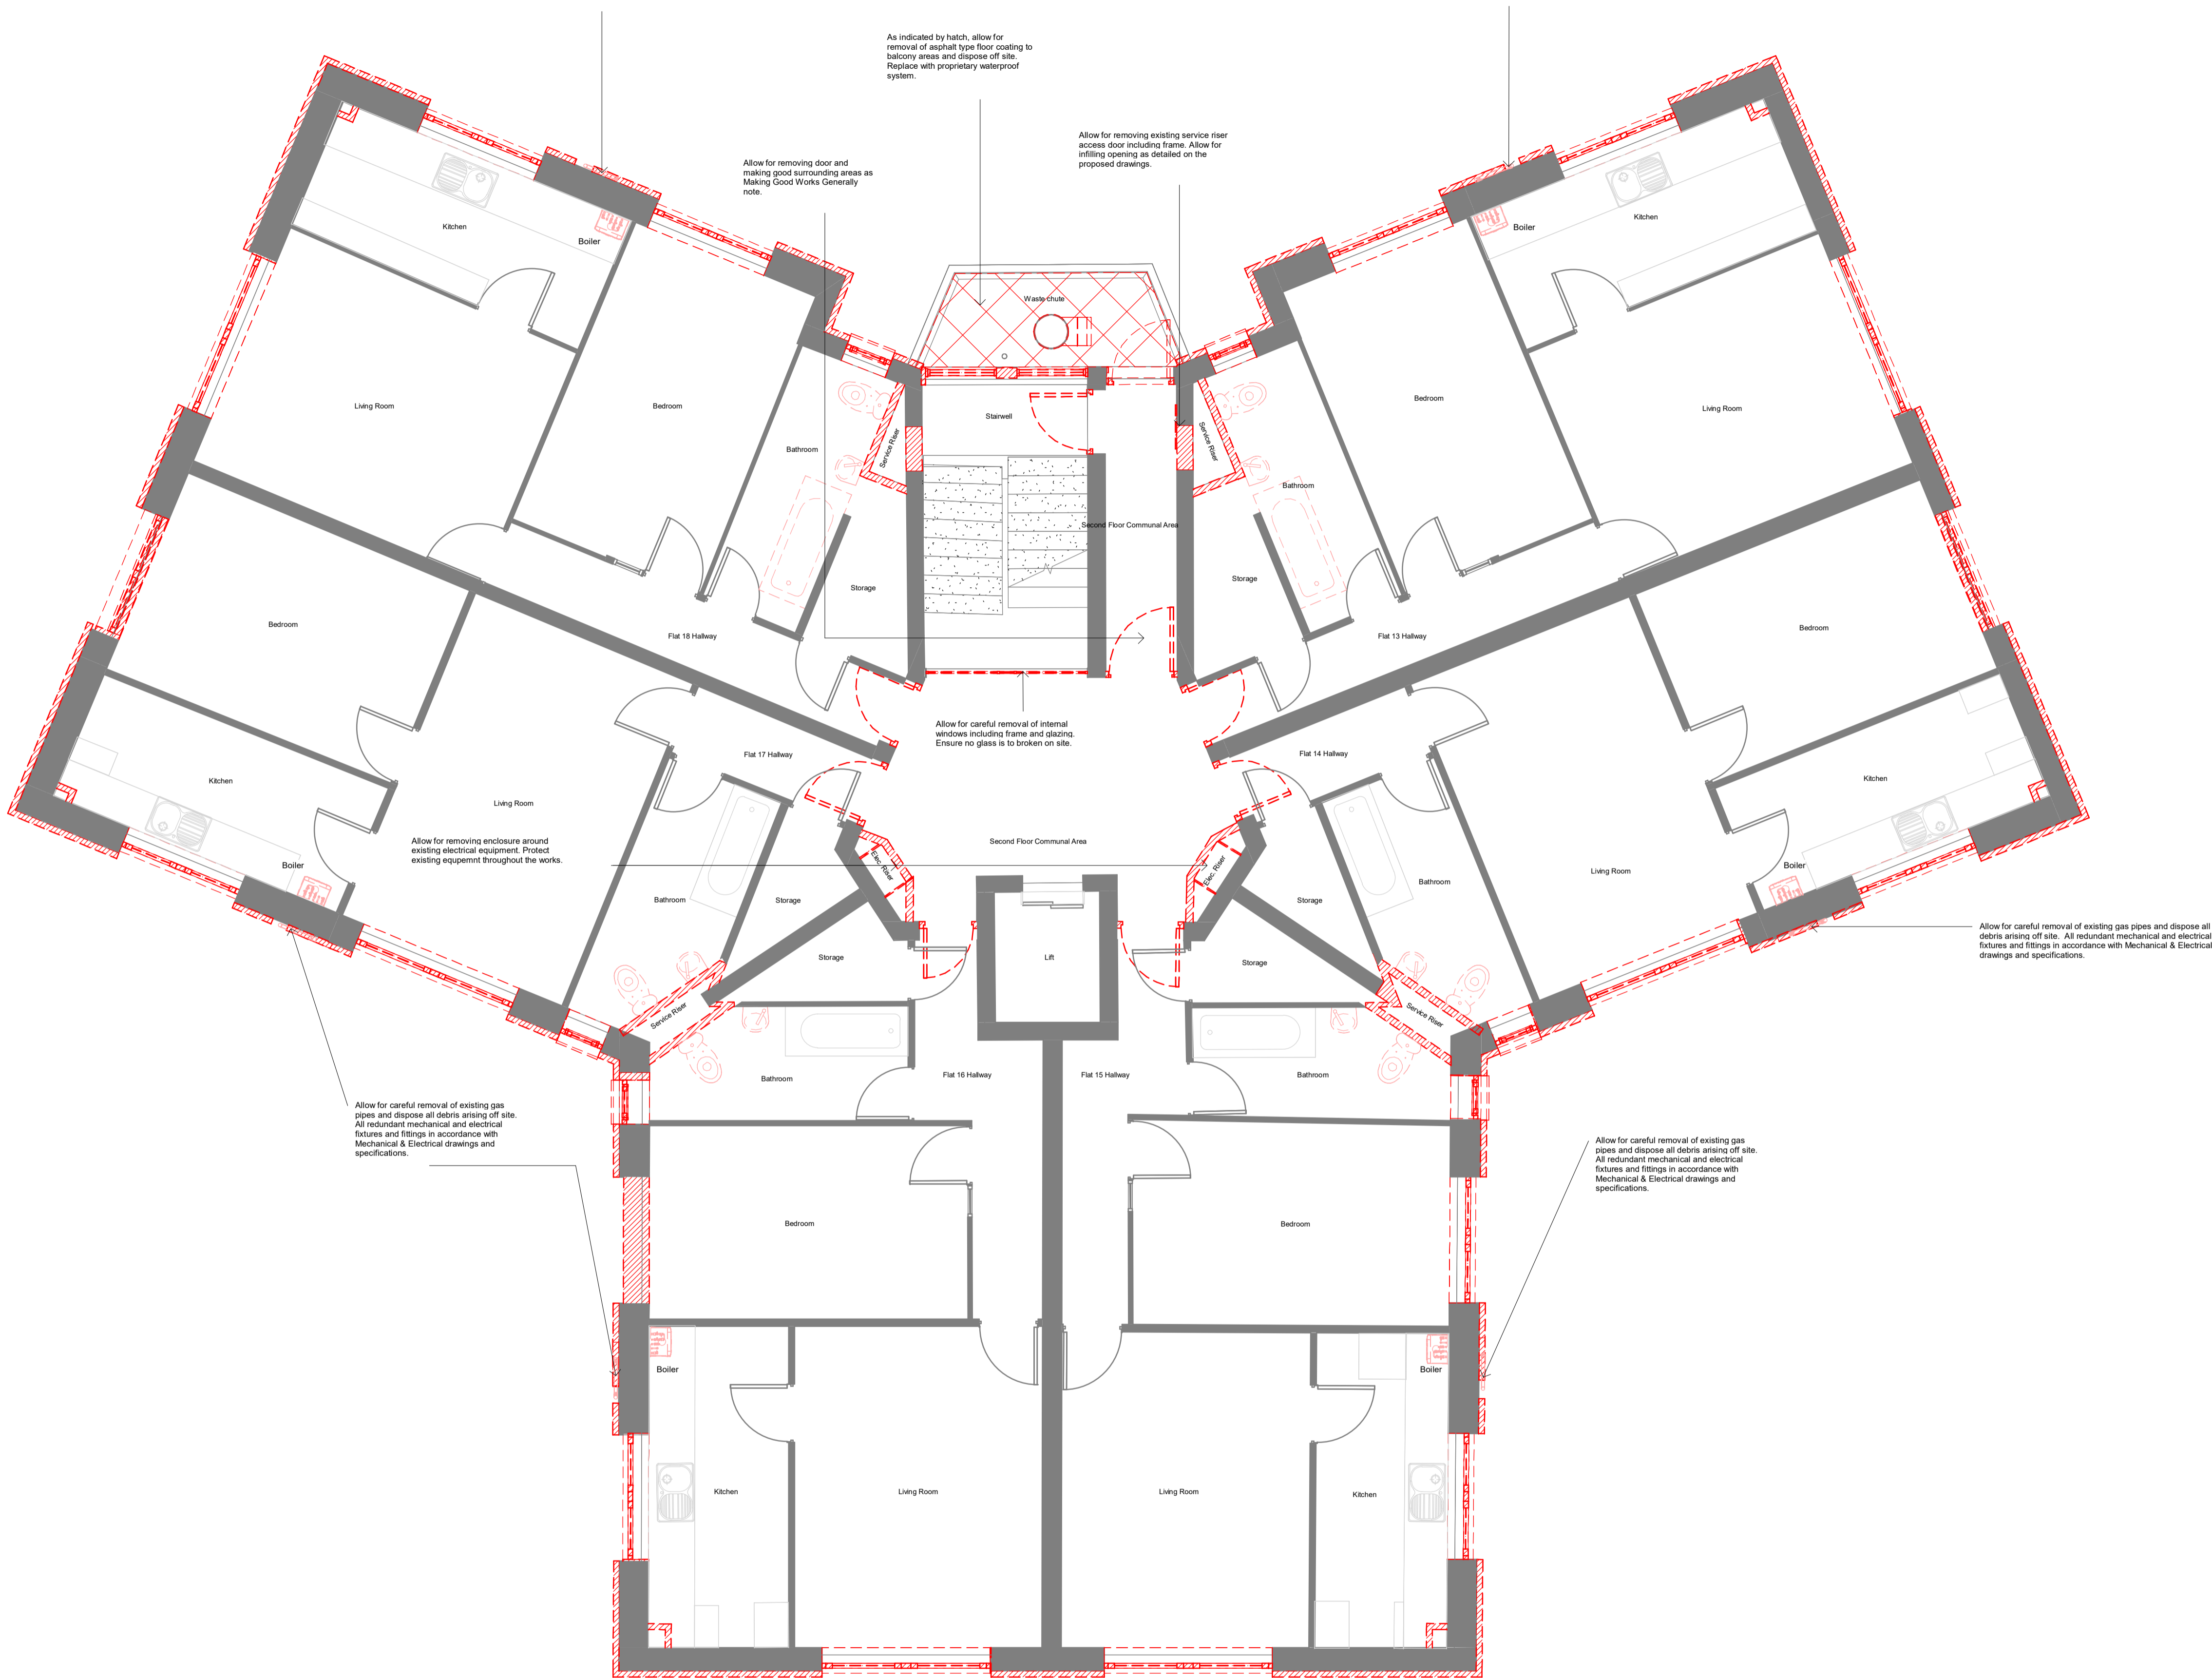 As indicated by hatch, allow for
removal of asphalt type floor coating to
balcony areas and dispose off site.
Replace with proprietary waterproof
system.
Allow for removing existing service riser
access door including frame. Allow for
infilling opening as detailed on the
proposed drawings.
Allow for removing door and
making good surrounding areas as
Making Good Works Generally
note.
Kitchen
Boiler
Boiler
Kitchen
Waste chute
Living Room
Bedroom
Bathroom
Service Riser
Stairwell
Service Riser
Bathroom
Bedroom
Living Room
Second Floor Communal Area
Storage
Storage
Bedroom
Flat 18 Hallway
Flat 13 Hallway
Bedroom
Allow for careful removal of internal
windows including frame and glazing.
Ensure no glass is to broken on site.
Flat 17 Hallway
Flat 14 Hallway
Kitchen
Living Room
Kitchen
Allow for removing enclosure around
existing electrical equipment. Protect
existing equpemnt throughout the works.
Second Floor Communal Area
Boiler
Elec. Riser
Elec. Riser
Living Room
Boiler
Bathroom
Storage
Storage
Bathroom
Storage
Lift
Storage
Allow for careful removal of existing gas pipes and dispose all
debris arising off site. All redundant mechanical and electrical
fixtures and fittings in accordance with Mechanical & Electrical
drawings and specifications.
Service Riser
Service Riser
Bathroom
Flat 16 Hallway
Flat 15 Hallway
Bathroom
Allow for careful removal of existing gas
pipes and dispose all debris arising off site.
All redundant mechanical and electrical
fixtures and fittings in accordance with
Mechanical & Electrical drawings and
specifications.
Allow for careful removal of existing gas
pipes and dispose all debris arising off site.
All redundant mechanical and electrical
fixtures and fittings in accordance with
Mechanical & Electrical drawings and
specifications.
Bedroom
Bedroom
Boiler
Boiler
Kitchen
Living Room
Living Room
Kitchen